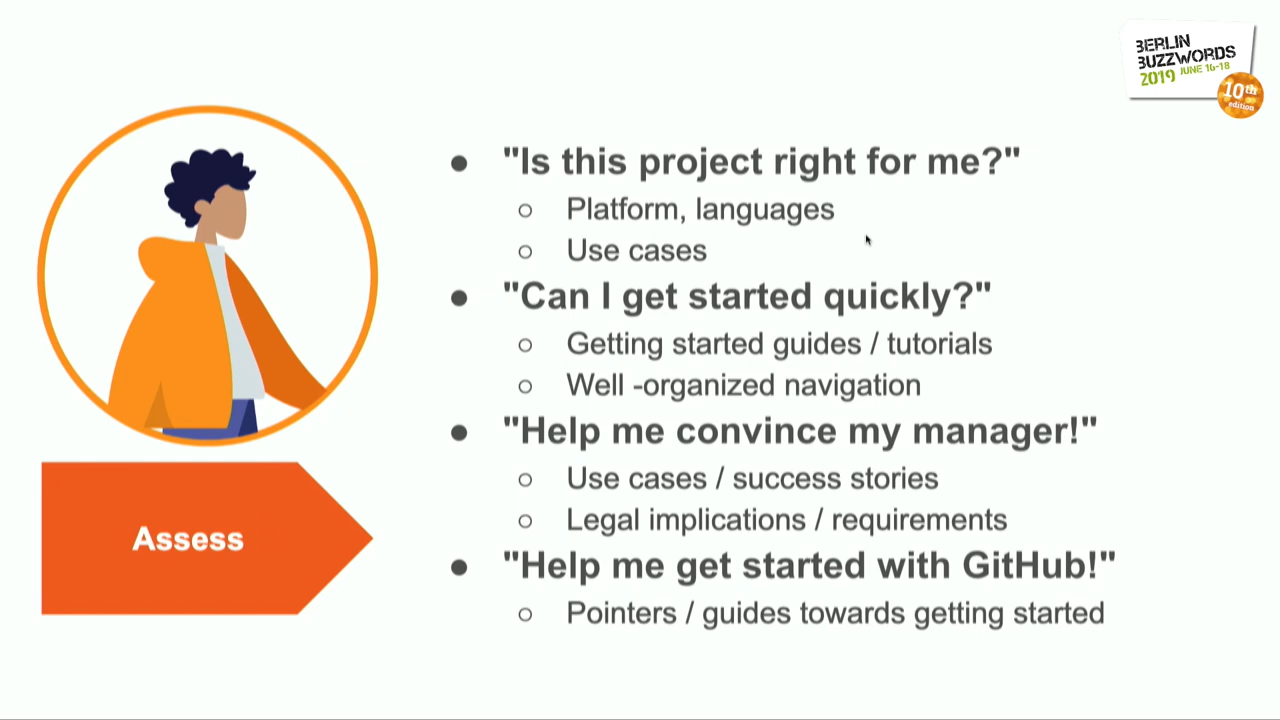 BERLIN
BUZZWORDS
2019 JUNE 16-18
10th
edition
● "Is this project right for me?"
○ Platform, languages
○ Use cases
● "Can I get started quickly?"
○ Getting started guides / tutorials
○ Well -organized navigation
● "Help me convince my manager!"
○ Use cases / success stories
○ Legal implications / requirements
● "Help me get started with GitHub!"
○ Pointers / guides towards getting started
Assess